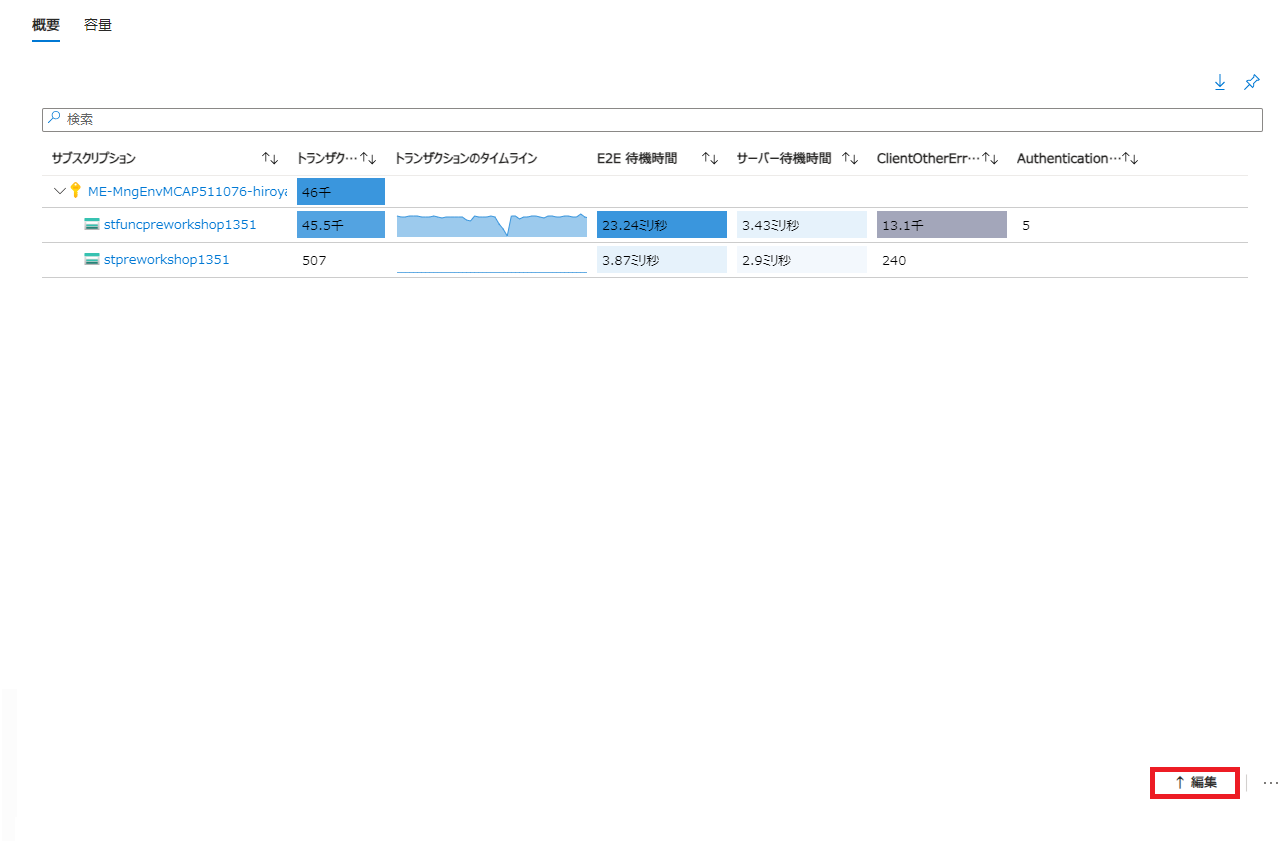 概要 容量
検索
サブスクリプション ↑↓ トランザク…↑↓ トランザクションのタイムライン E2E 待機時間 ↑↓ サーバー待機時間 ↑↓ ClientOtherErr…↑↓ Authentication…↑↓
ME-MngEnvMCAP511076-hiroya 46千
stfuncpreworkshop1351 45.5千 23.24ミリ秒 3.43ミリ秒 13.1千 5
stpreworkshop1351 507 3.87ミリ秒 2.9ミリ秒 240
↑ 編集 …